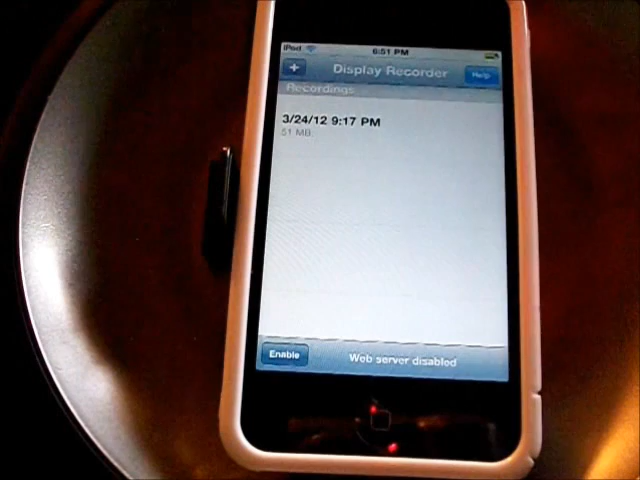 iPod 6:51 PM
+ Display Recorder Help
Recordings
3/24/12 9:17 PM
51 MB
Enable Web server disabled